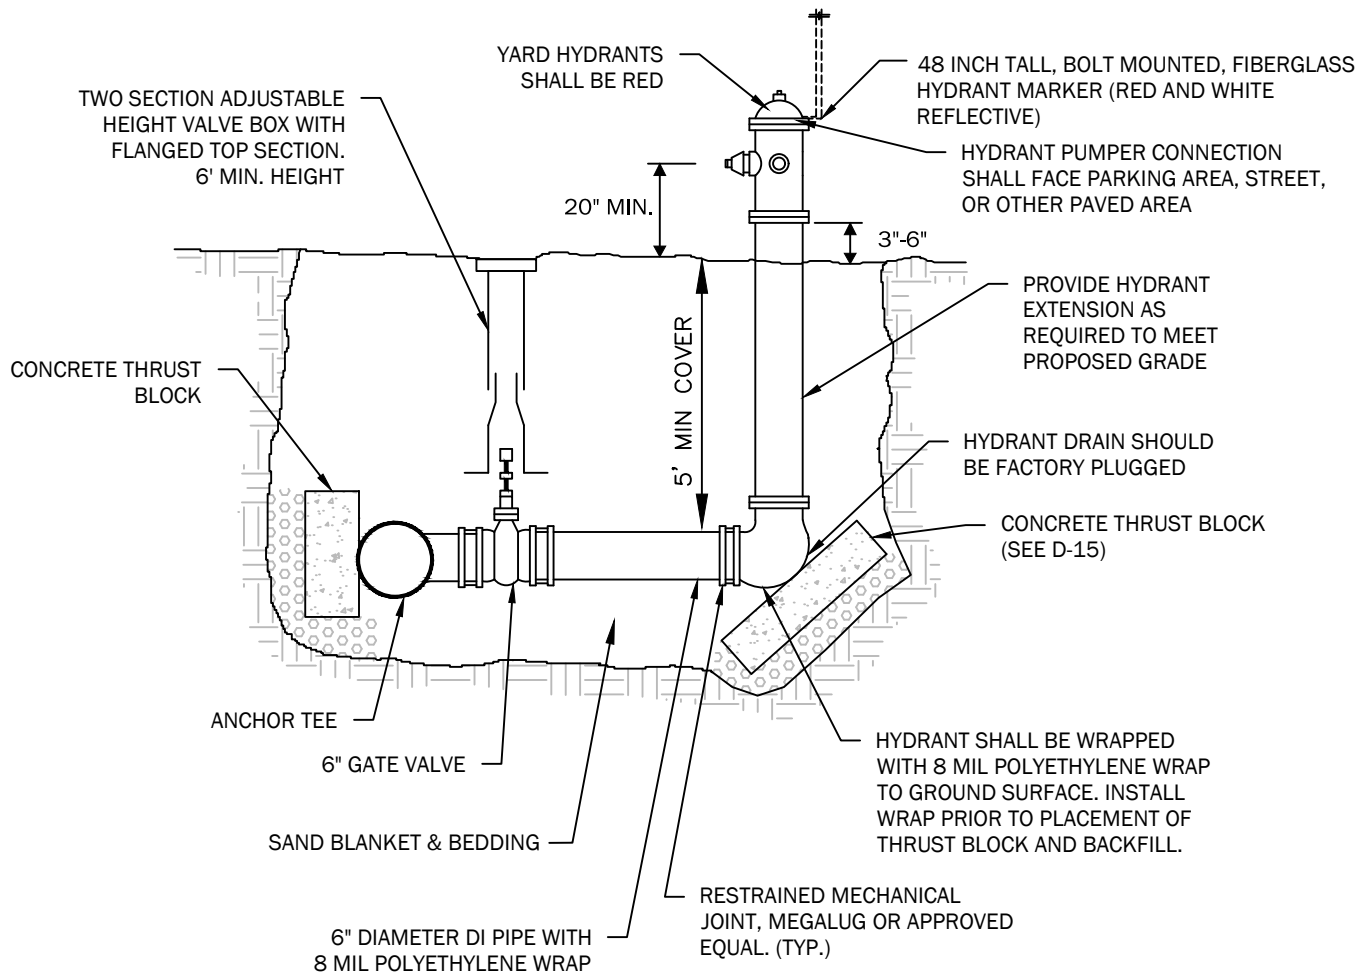 YARD HYDRANTS
SHALL BE RED
48 INCH TALL, BOLT MOUNTED, FIBERGLASS
HYDRANT MARKER (RED AND WHITE
REFLECTIVE)
TWO SECTION ADJUSTABLE
HEIGHT VALVE BOX WITH
FLANGED TOP SECTION.
6' MIN. HEIGHT
HYDRANT PUMPER CONNECTION
SHALL FACE PARKING AREA, STREET,
OR OTHER PAVED AREA
20" MIN.
3"-6"
PROVIDE HYDRANT
EXTENSION AS
REQUIRED TO MEET
PROPOSED GRADE
5' MIN COVER
CONCRETE THRUST
BLOCK
HYDRANT DRAIN SHOULD
BE FACTORY PLUGGED
CONCRETE THRUST BLOCK
(SEE D-15)
ANCHOR TEE
6" GATE VALVE
HYDRANT SHALL BE WRAPPED
WITH 8 MIL POLYETHYLENE WRAP
TO GROUND SURFACE. INSTALL
WRAP PRIOR TO PLACEMENT OF
THRUST BLOCK AND BACKFILL.
SAND BLANKET & BEDDING
RESTRAINED MECHANICAL
JOINT, MEGALUG OR APPROVED
EQUAL. (TYP.)
6" DIAMETER DI PIPE WITH
8 MIL POLYETHYLENE WRAP